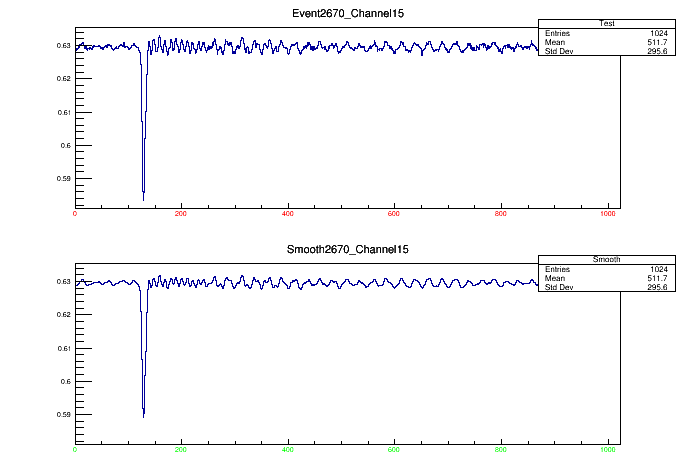 Event2670_Channel15
Test
Entries 1024
Mean 511.7
Std Dev 295.6
0.63
0.62
0.61
0.6
0.59
0 200 400 600 800 1000
Smooth2670_Channel15
Smooth
Entries 1024
Mean 511.7
Std Dev 295.6
0.63
0.62
0.61
0.6
0.59
0 200 400 600 800 1000